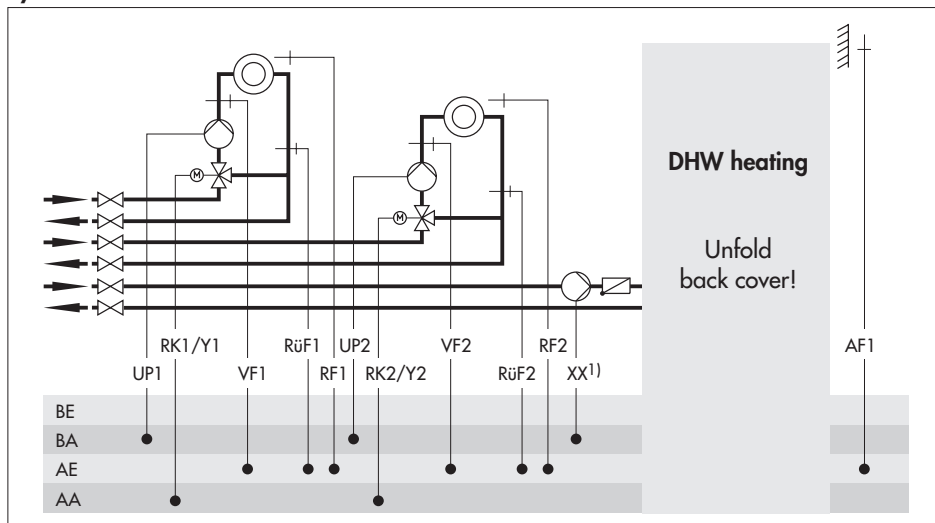 M
M
DHW heating
Unfold
back cover!
RK1/Y1 RüF1 UP2 VF2 RF2 AF1
UP1 VF1 RF1 RK2/Y2 RüF2 XX1)
BE
BA
AE
AA